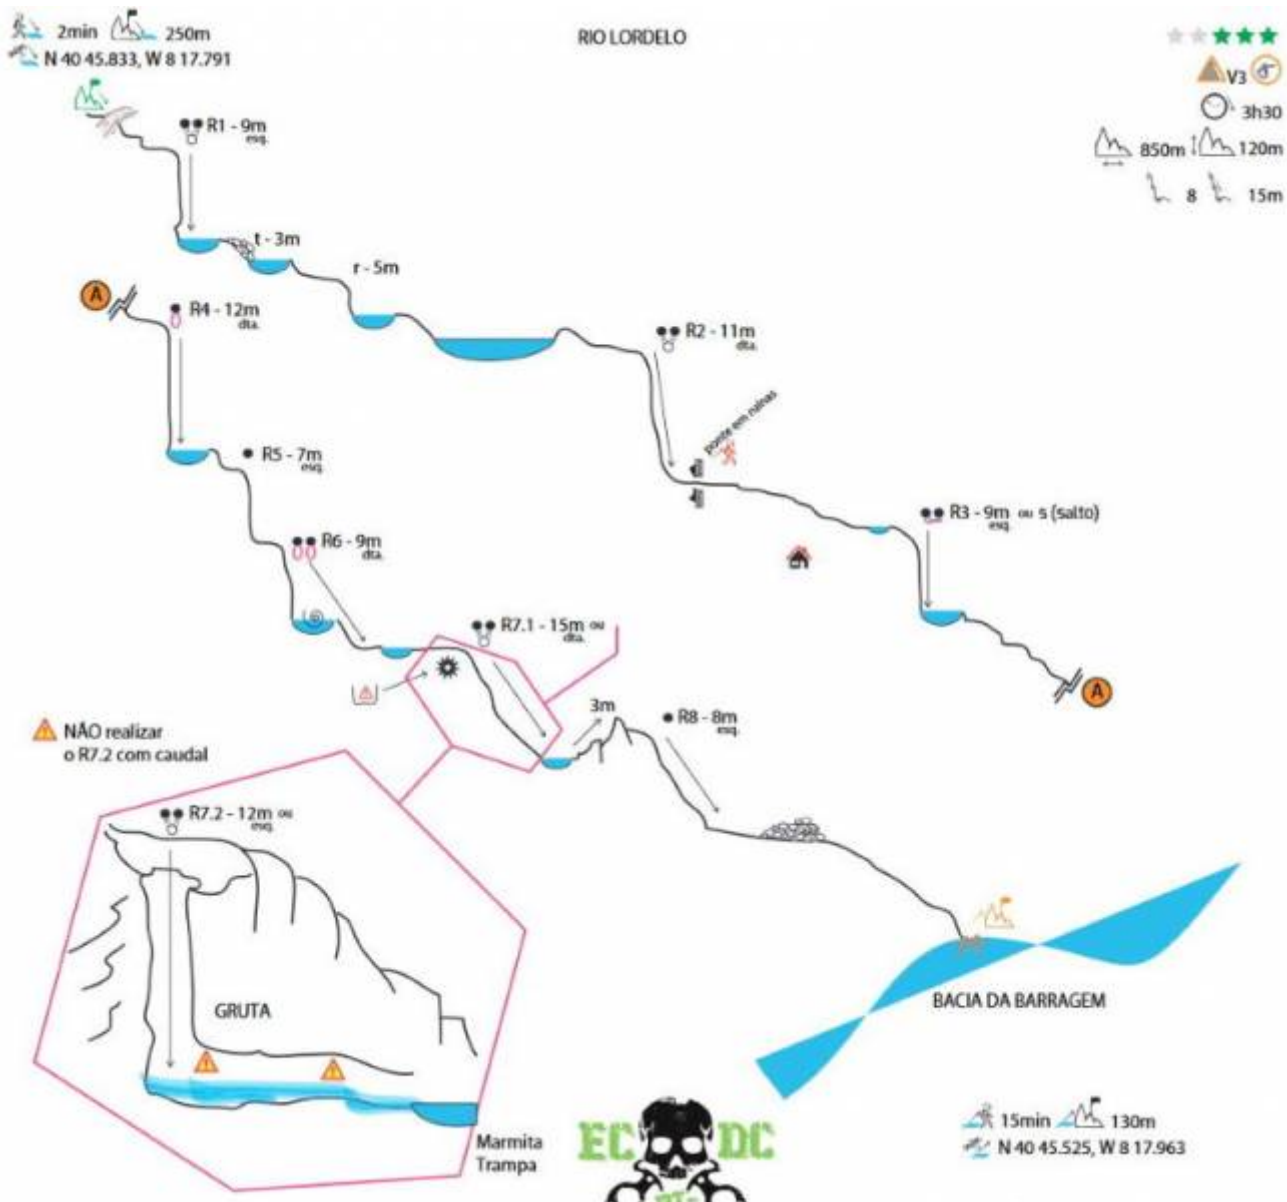 2min 250m
N 40 45.833, W 8 17.791
RIO LORDELO
V3
3h30
850m 120m
8 15m
R1 - 9m
esq.
t - 3m
r - 5m
R2 - 11m
dta.
ponte em ruínas
R3 - 9m ou s (salto)
esq.
A
A
R4 - 12m
dta.
R5 - 7m
esq.
R6 - 9m
dta.
R7.1 - 15m ou
dta.
3m
R8 - 8m
esq.
NÃO realizar
o R7.2 com caudal
R7.2 - 12m ou
esq.
GRUTA
Marmita
Trampa
BACIA DA BARRAGEM
15min 130m
N 40 45.525, W 8 17.963
EC DC